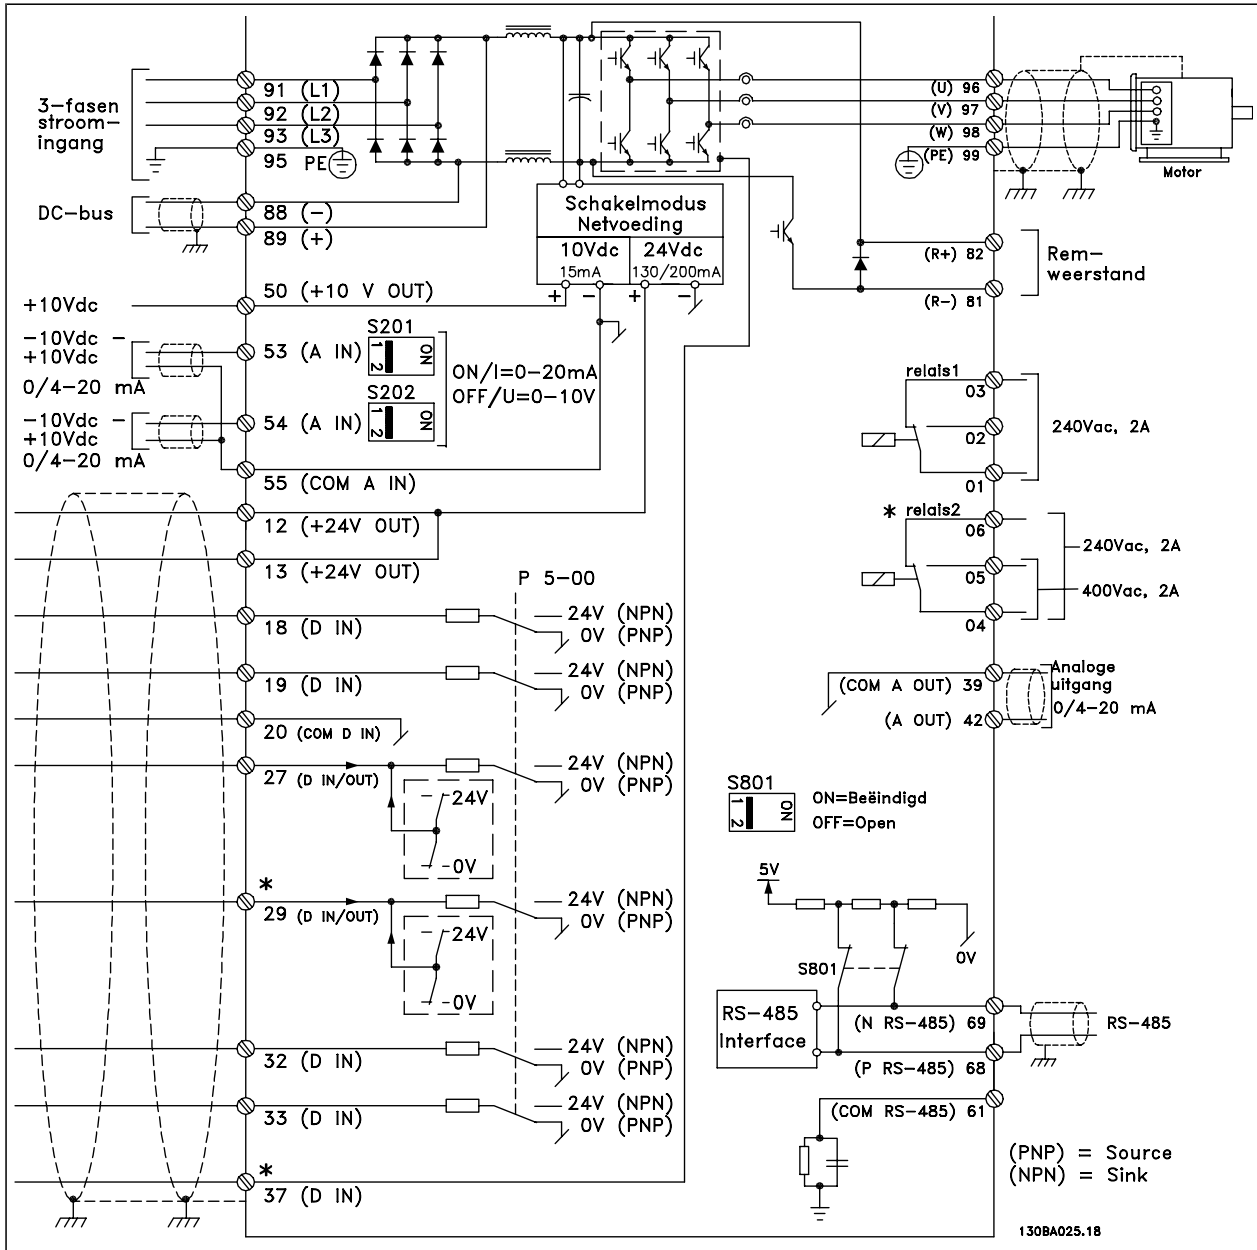 3-fasen
stroom-
ingang
91 (L1)
92 (L2)
93 (L3)
95 PE
DC-bus
88 (-)
89 (+)
Schakelmodus
Netvoeding
10Vdc
15mA
24Vdc
130/200mA
+ - + -
(U) 96
(V) 97
(W) 98
(PE) 99
Motor
(R+) 82
(R-) 81
Rem-
weerstand
+10Vdc
50 (+10 V OUT)
-10Vdc -
+10Vdc
0/4-20 mA
53 (A IN)
S201
1 2
ON
-10Vdc -
+10Vdc
0/4-20 mA
54 (A IN)
S202
1 2
ON
ON/I=0-20mA
OFF/U=0-10V
55 (COM A IN)
12 (+24V OUT)
13 (+24V OUT)
P 5-00
18 (D IN)
24V (NPN)
0V (PNP)
19 (D IN)
24V (NPN)
0V (PNP)
20 (COM D IN)
27 (D IN/OUT)
24V (NPN)
0V (PNP)
24V
0V
*
29 (D IN/OUT)
24V (NPN)
0V (PNP)
24V
0V
32 (D IN)
24V (NPN)
0V (PNP)
33 (D IN)
24V (NPN)
0V (PNP)
*
37 (D IN)
relais1
03
02
01
240Vac, 2A
* relais2
06
05
04
240Vac, 2A
400Vac, 2A
(COM A OUT) 39
(A OUT) 42
Analoge
uitgang
0/4-20 mA
S801
1 2
ON
ON=Beëindigd
OFF=Open
5V
S801
0V
RS-485
Interface
(N RS-485) 69
(P RS-485) 68
RS-485
(COM RS-485) 61
(PNP) = Source
(NPN) = Sink
130BA025.18